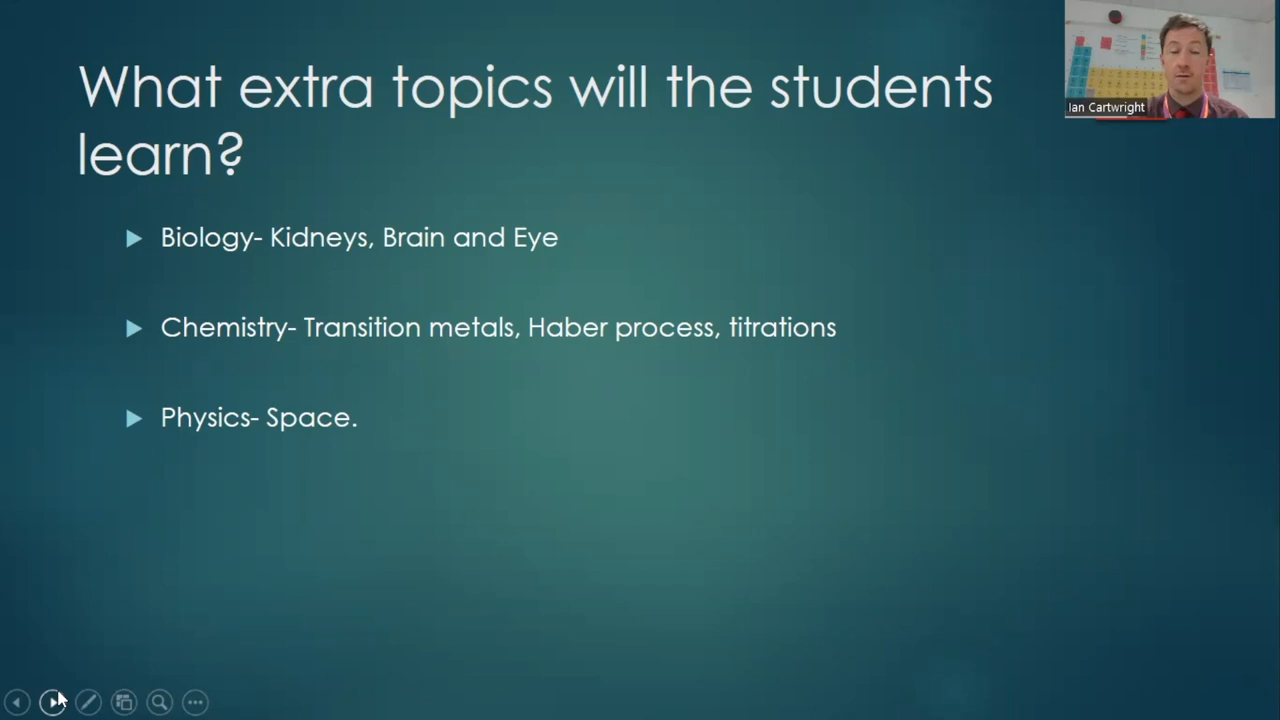 What extra topics will the students
learn?
Ian Cartwright
Biology- Kidneys, Brain and Eye
Chemistry- Transition metals, Haber process, titrations
Physics- Space.